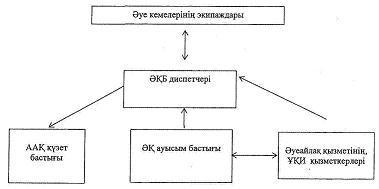 Әуе кемелерінің экипаждары
ӘҚБ диспетчері
ААҚ күзет
бастығы
ӘҚ ауысым бастығы
Әуеайлақ қызметінің,
ҰҚИ қызметкерлері